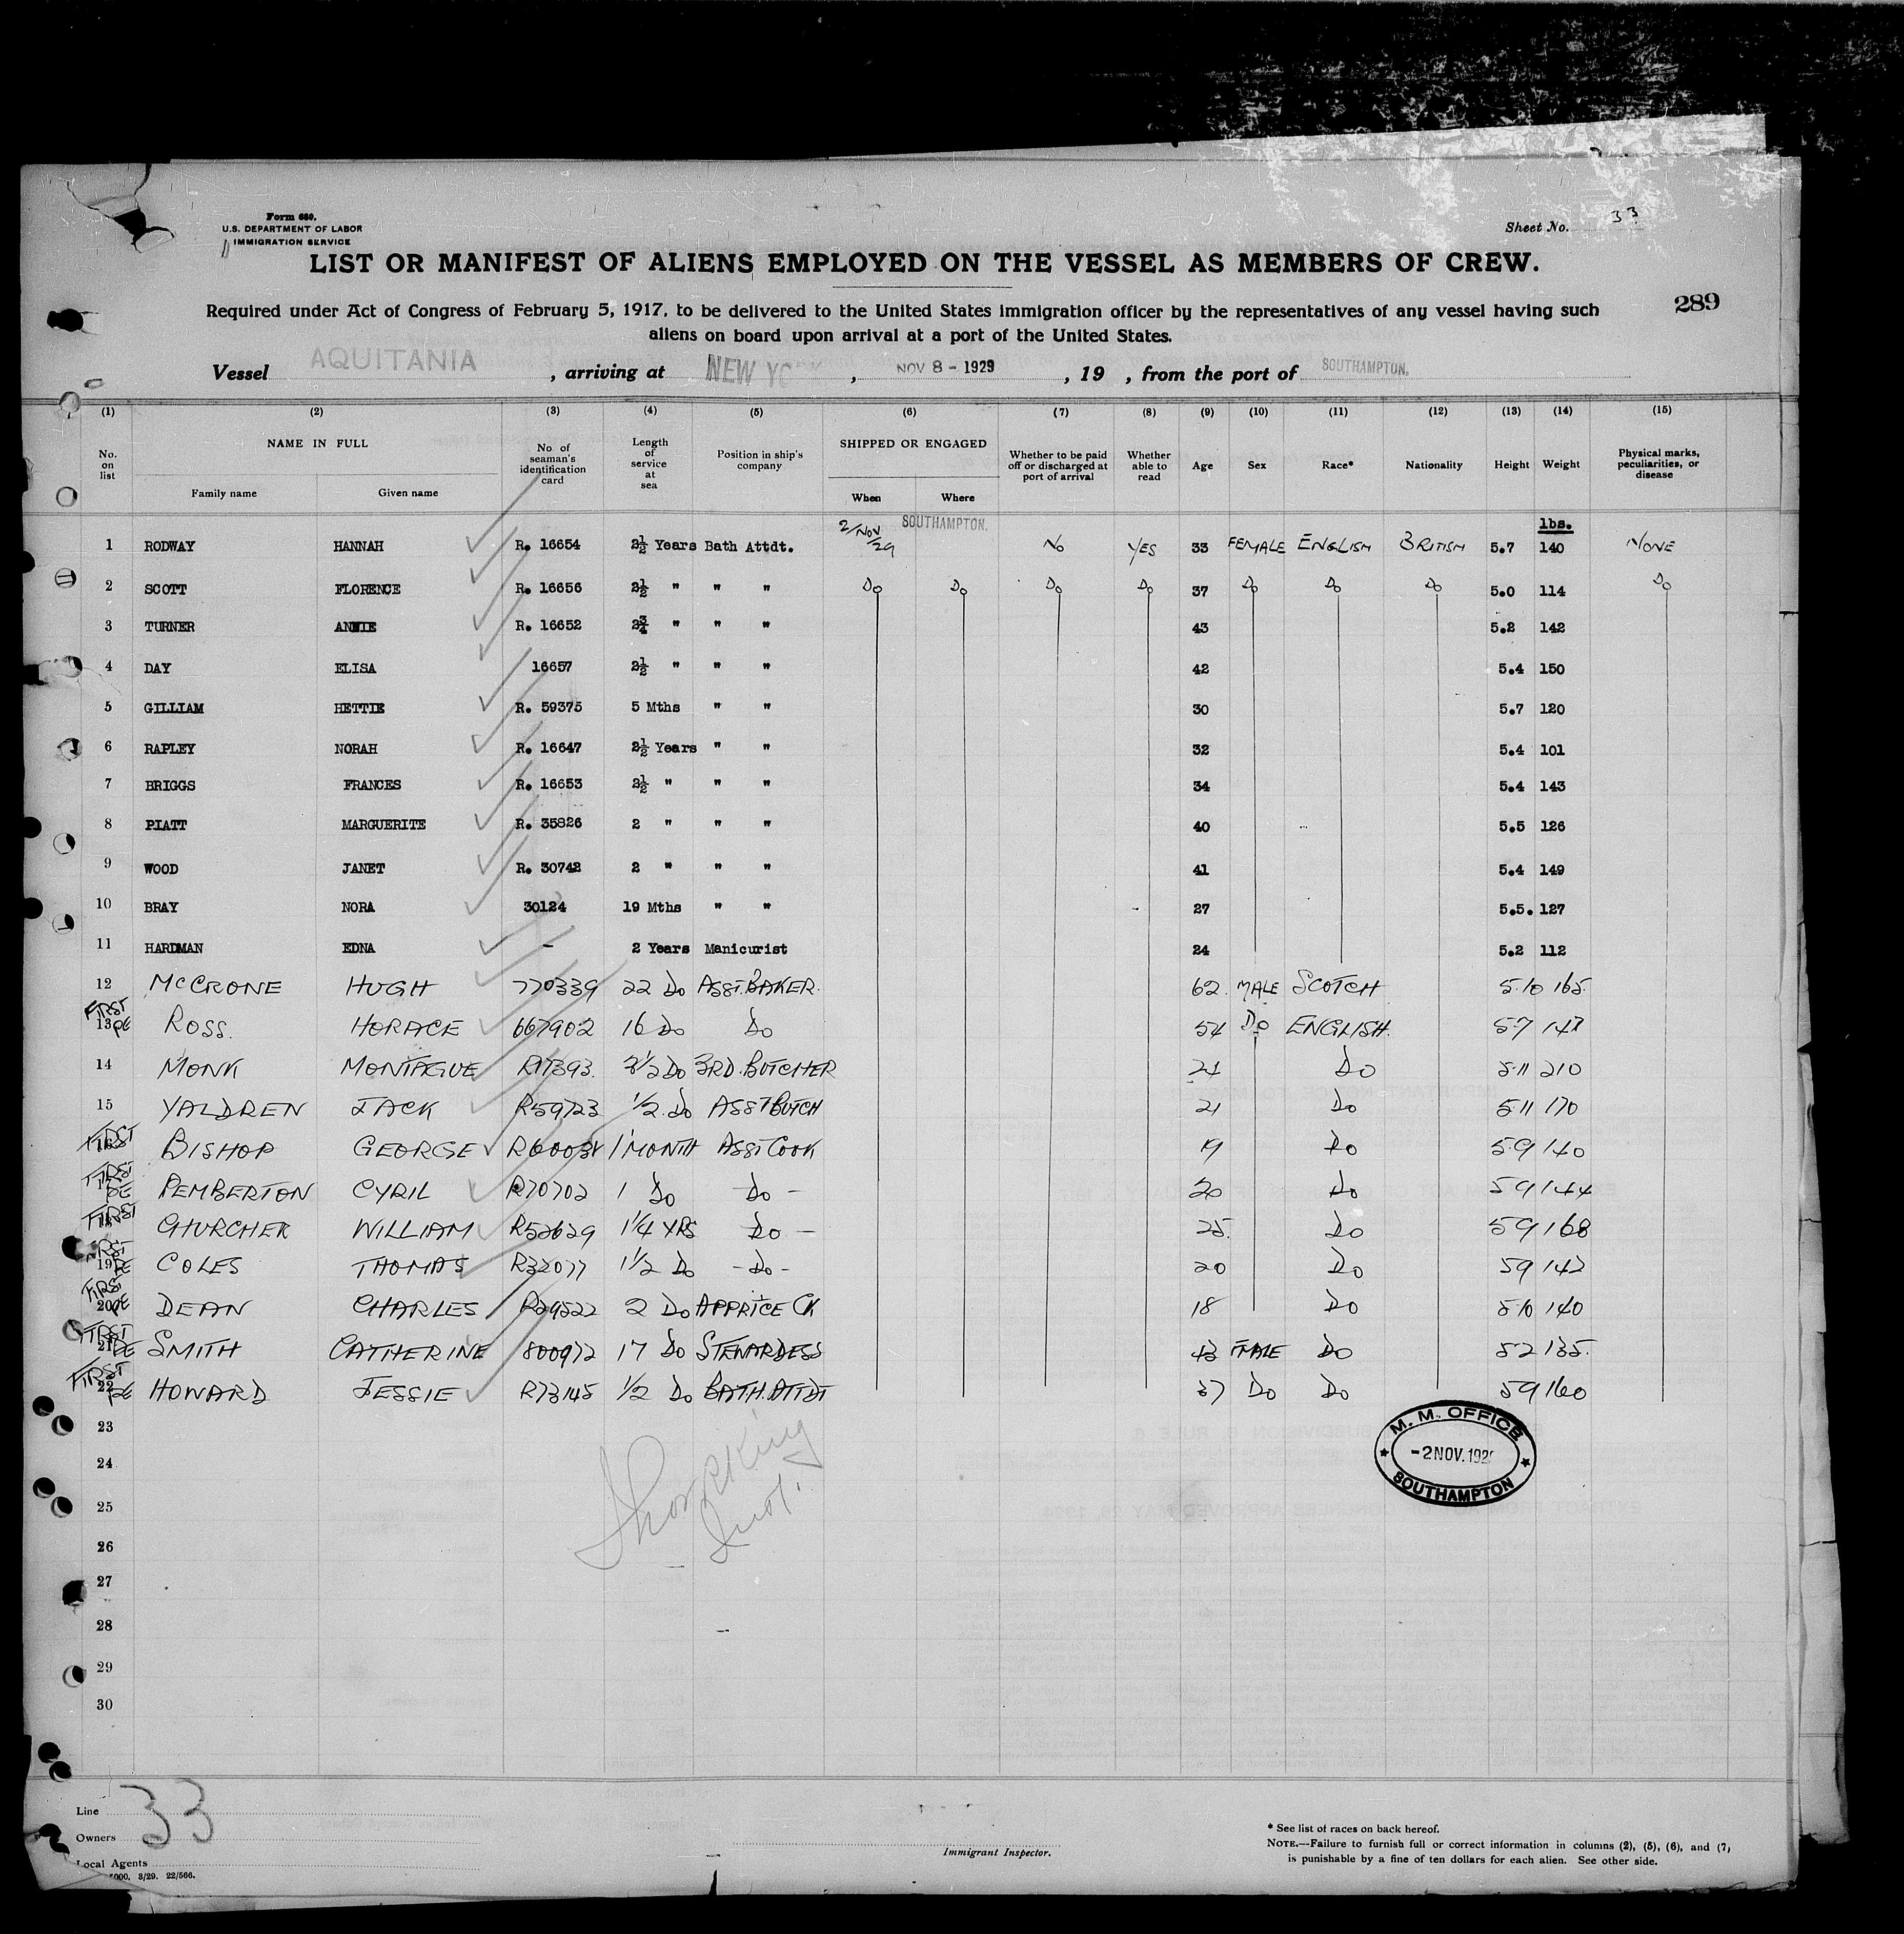 Form 680.
U.S. DEPARTMENT OF LABOR
IMMIGRATION SERVICE
Sheet No. 33
LIST OR MANIFEST OF ALIENS EMPLOYED ON THE VESSEL AS MEMBERS OF CREW.
289
Required under Act of Congress of February 5, 1917, to be delivered to the United States immigration officer by the representatives of any vessel having such
aliens on board upon arrival at a port of the United States.
Vessel AQUITANIA , arriving at NEW YORK , NOV 8 - 1929 , 19 , from the port of SOUTHAMPTON.
(1) (2) (3) (4) (5) (6) (7) (8) (9) (10) (11) (12) (13) (14) (15)
No. on list NAME IN FULL Family name Given name No. of seaman's identification card Length of service at sea Position in ship's company SHIPPED OR ENGAGED When Where Whether to be paid off or discharged at port of arrival Whether able to read Age Sex Race* Nationality Height Weight Physical marks, peculiarities, or disease
lbs.
1 RODWAY HANNAH R. 16654 2½ Years Bath Attdt. 2/Nov/29 SOUTHAMPTON. No YES 33 FEMALE ENGLISH BRITISH 5.7 140 NONE
2 SCOTT FLORENCE R. 16656 2½ " " " Do Do Do Do 37 Do Do Do 5.0 114 Do
3 TURNER ANNIE R. 16652 2¾ " " " 43 5.2 142
4 DAY ELISA 16657 2½ " " " 42 5.4 150
5 GILLIAM HETTIE R. 59375 5 Mths " " 30 5.7 120
6 RAPLEY NORAH R. 16647 2½ Years " " 32 5.4 101
7 BRIGGS FRANCES R. 16653 2½ " " " 34 5.4 143
8 PIATT MARGUERITE R. 35826 2 " " " 40 5.5 126
9 WOOD JANET R. 30742 2 " " " 41 5.4 149
10 BRAY NORA 30124 19 Mths " " 27 5.5. 127
11 HARDMAN EDNA - 2 Years Manicurist 24 5.2 112
12 McCRONE HUGH 770339 22 Do ASST. BAKER. 62. MALE SCOTCH 5.10 165.
FIRST
13 PE ROSS. HORACE 667902 16 Do Do 54 Do ENGLISH. 5.7 147
14 MONK MONTAGUE R17393. 2½ Do 3RD. BUTCHER 21 Do 5.11 210
15 YALDREN JACK R59723 1/2. Do ASST BUTCH 21 Do 5.11 170
FIRST BISHOP GEORGE 1 MONTH ASST COOK 19 Do 5.9 140
FIRST
PE PEMBERTON CYRIL R70702 1 Do Do - 20 Do 5 9 144
FIRST CHURCHER WILLIAM R52629 1¼ YRS Do - 25. Do 5 9 168
19 PE COLES THOMAS R32077 1½ Do - Do - 20 Do 5 9 142
FIRST
20 PE DEAN CHARLES R29522 2 Do APPRTCE CK 18 Do 5.10 140
FIRST
21 PE SMITH CATHERINE 800972 17 Do STEWARDESS 43 FMALE Do 5 2 135.
FIRST
22 PE HOWARD JESSIE R73145 1/2 Do BATH. ATTDT 37 Do Do 5 9 160
23
24
25
26
27
28
29
30
M. M. OFFICE
- 2 NOV. 192
SOUTHAMPTON
33
Line
Owners
Local Agents
3/29. 22/566.
Immigrant Inspector.
* See list of races on back hereof.
NOTE.—Failure to furnish full or correct information in columns (2), (5), (6), and (7),
is punishable by a fine of ten dollars for each alien. See other side.